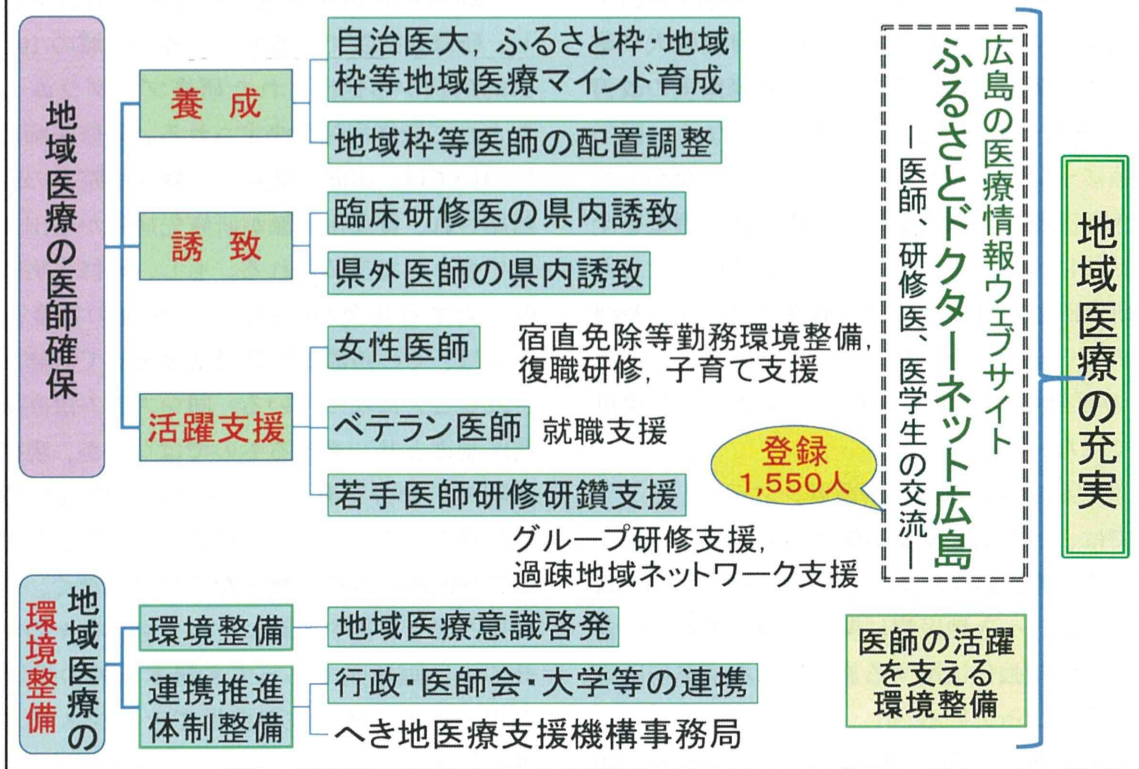 地域医療の医師確保
養 成
自治医大, ふるさと枠・地域
枠等地域医療マインド育成
地域枠等医師の配置調整
誘 致
臨床研修医の県内誘致
県外医師の県内誘致
活躍支援
女性医師
宿直免除等勤務環境整備,
復職研修, 子育て支援
ベテラン医師
就職支援
若手医師研修研鑽支援
グループ研修支援,
過疎地域ネットワーク支援
地域医療の
環境整備
環境整備
地域医療意識啓発
連携推進
体制整備
行政・医師会・大学等の連携
へき地医療支援機構事務局
広島の医療情報ウェブサイト
ふるさとドクターネット広島
―医師、研修医、医学生の交流―
登録
1,550人
医師の活躍
を支える
環境整備
地域医療の充実